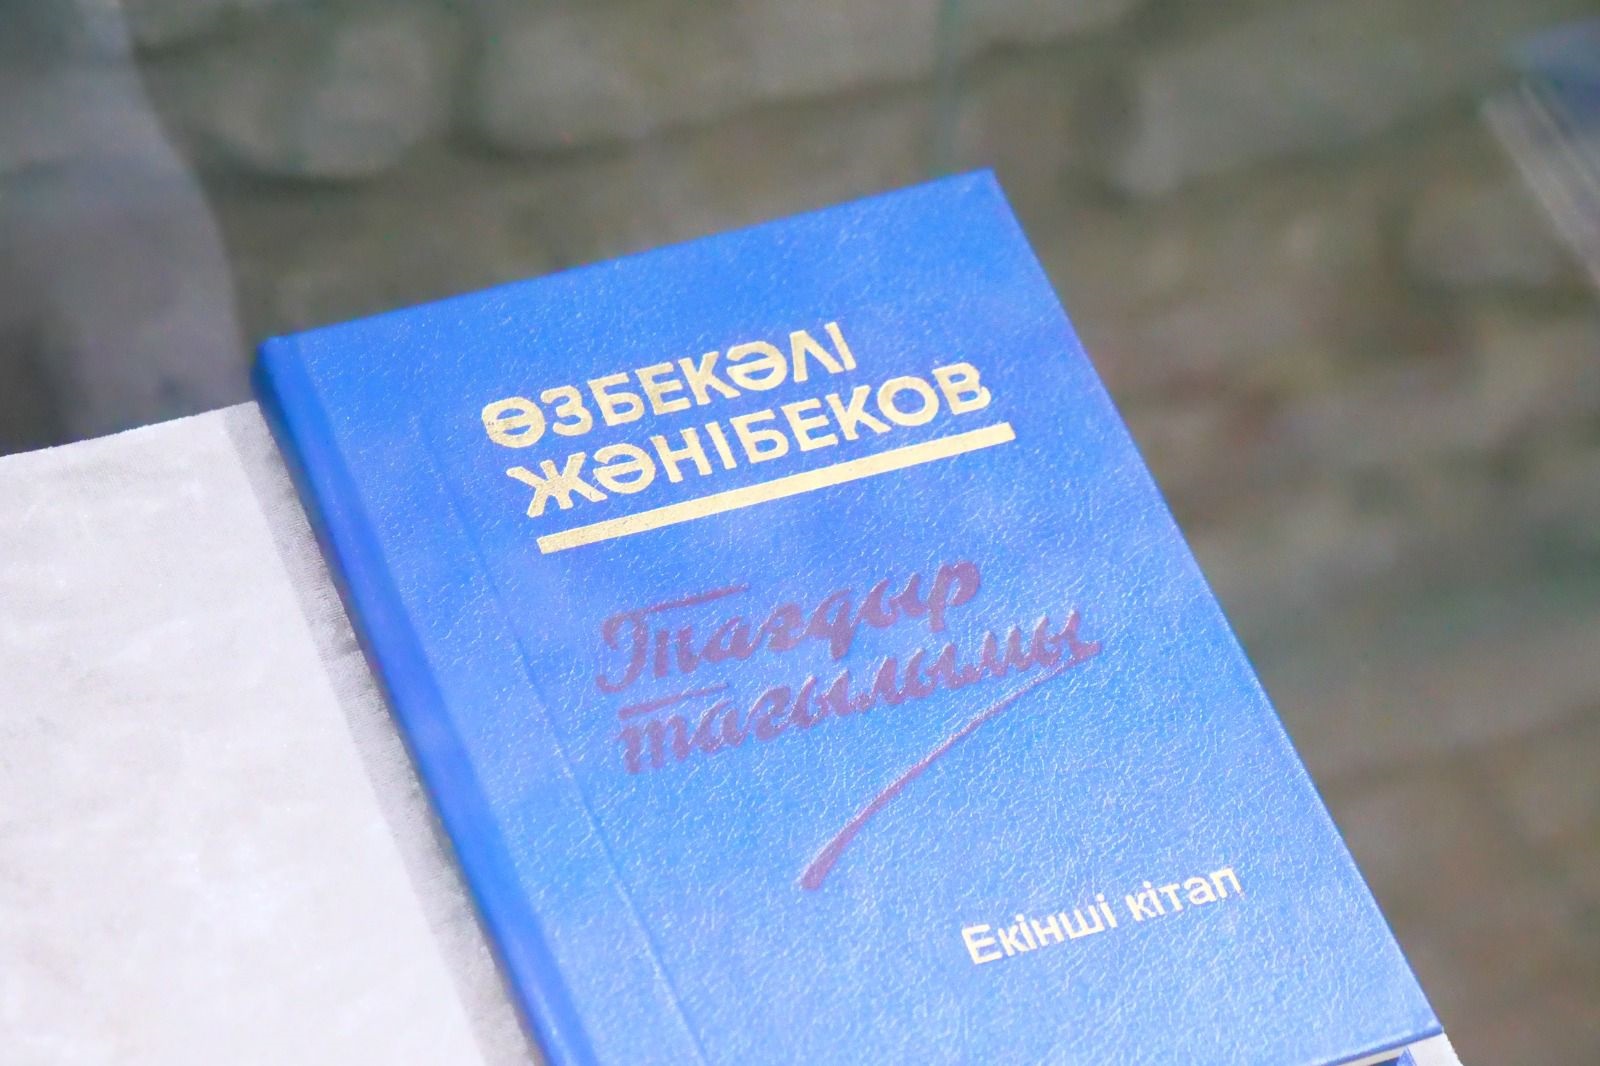 ӨЗБЕКӘЛІ
ЖӘНІБЕКОВ
Тағдыр
тағылымы
Екінші кітап